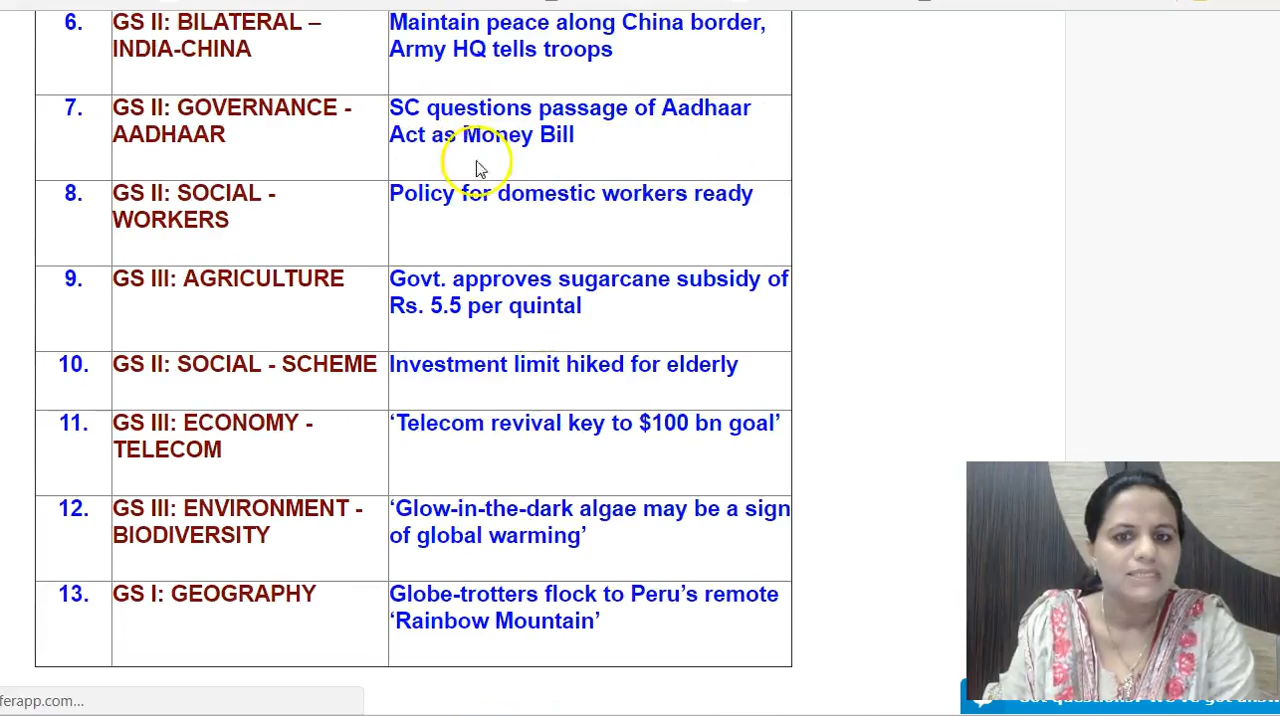 6. GS II: BILATERAL – Maintain peace along China border,
INDIA-CHINA Army HQ tells troops
7. GS II: GOVERNANCE - SC questions passage of Aadhaar
AADHAAR Act as Money Bill
8. GS II: SOCIAL - Policy for domestic workers ready
WORKERS
9. GS III: AGRICULTURE Govt. approves sugarcane subsidy of
Rs. 5.5 per quintal
10. GS II: SOCIAL - SCHEME Investment limit hiked for elderly
11. GS III: ECONOMY - ‘Telecom revival key to $100 bn goal’
TELECOM
12. GS III: ENVIRONMENT - ‘Glow-in-the-dark algae may be a sign
BIODIVERSITY of global warming’
13. GS I: GEOGRAPHY Globe-trotters flock to Peru’s remote
‘Rainbow Mountain’
ferapp.com...